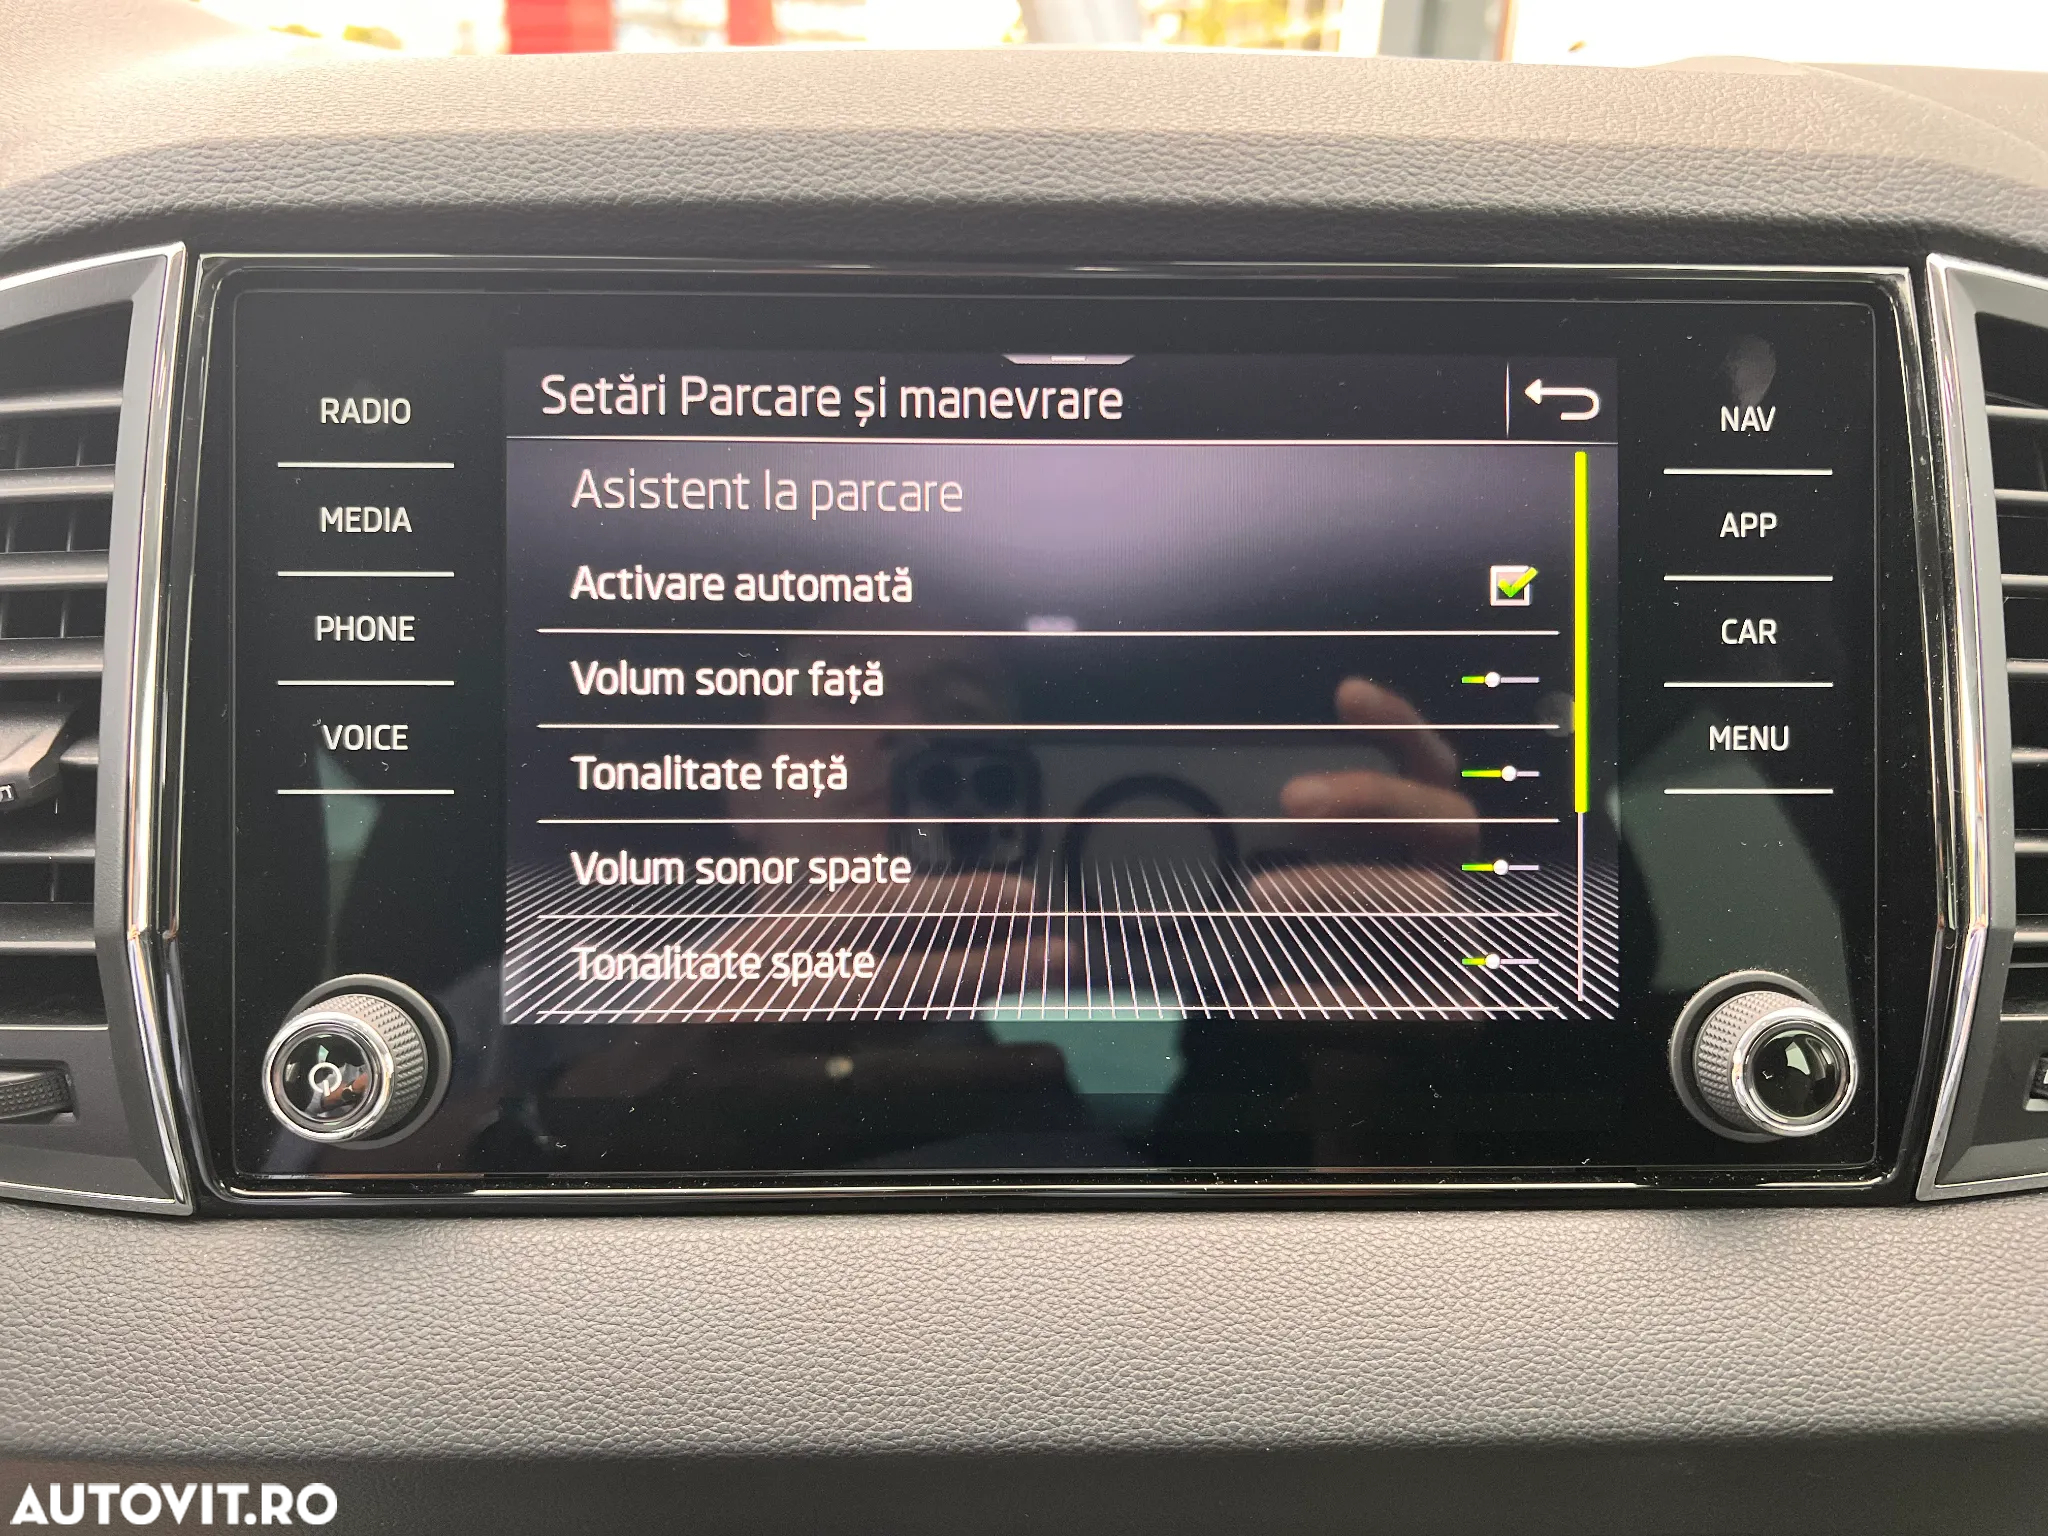 RADIO
MEDIA
PHONE
VOICE
Setări Parcare și manevrare
Asistent la parcare
Activare automată
Volum sonor față
Tonalitate față
Volum sonor spate
Tonalitate spate
NAV
APP
CAR
MENU
AUTOVIT.RO